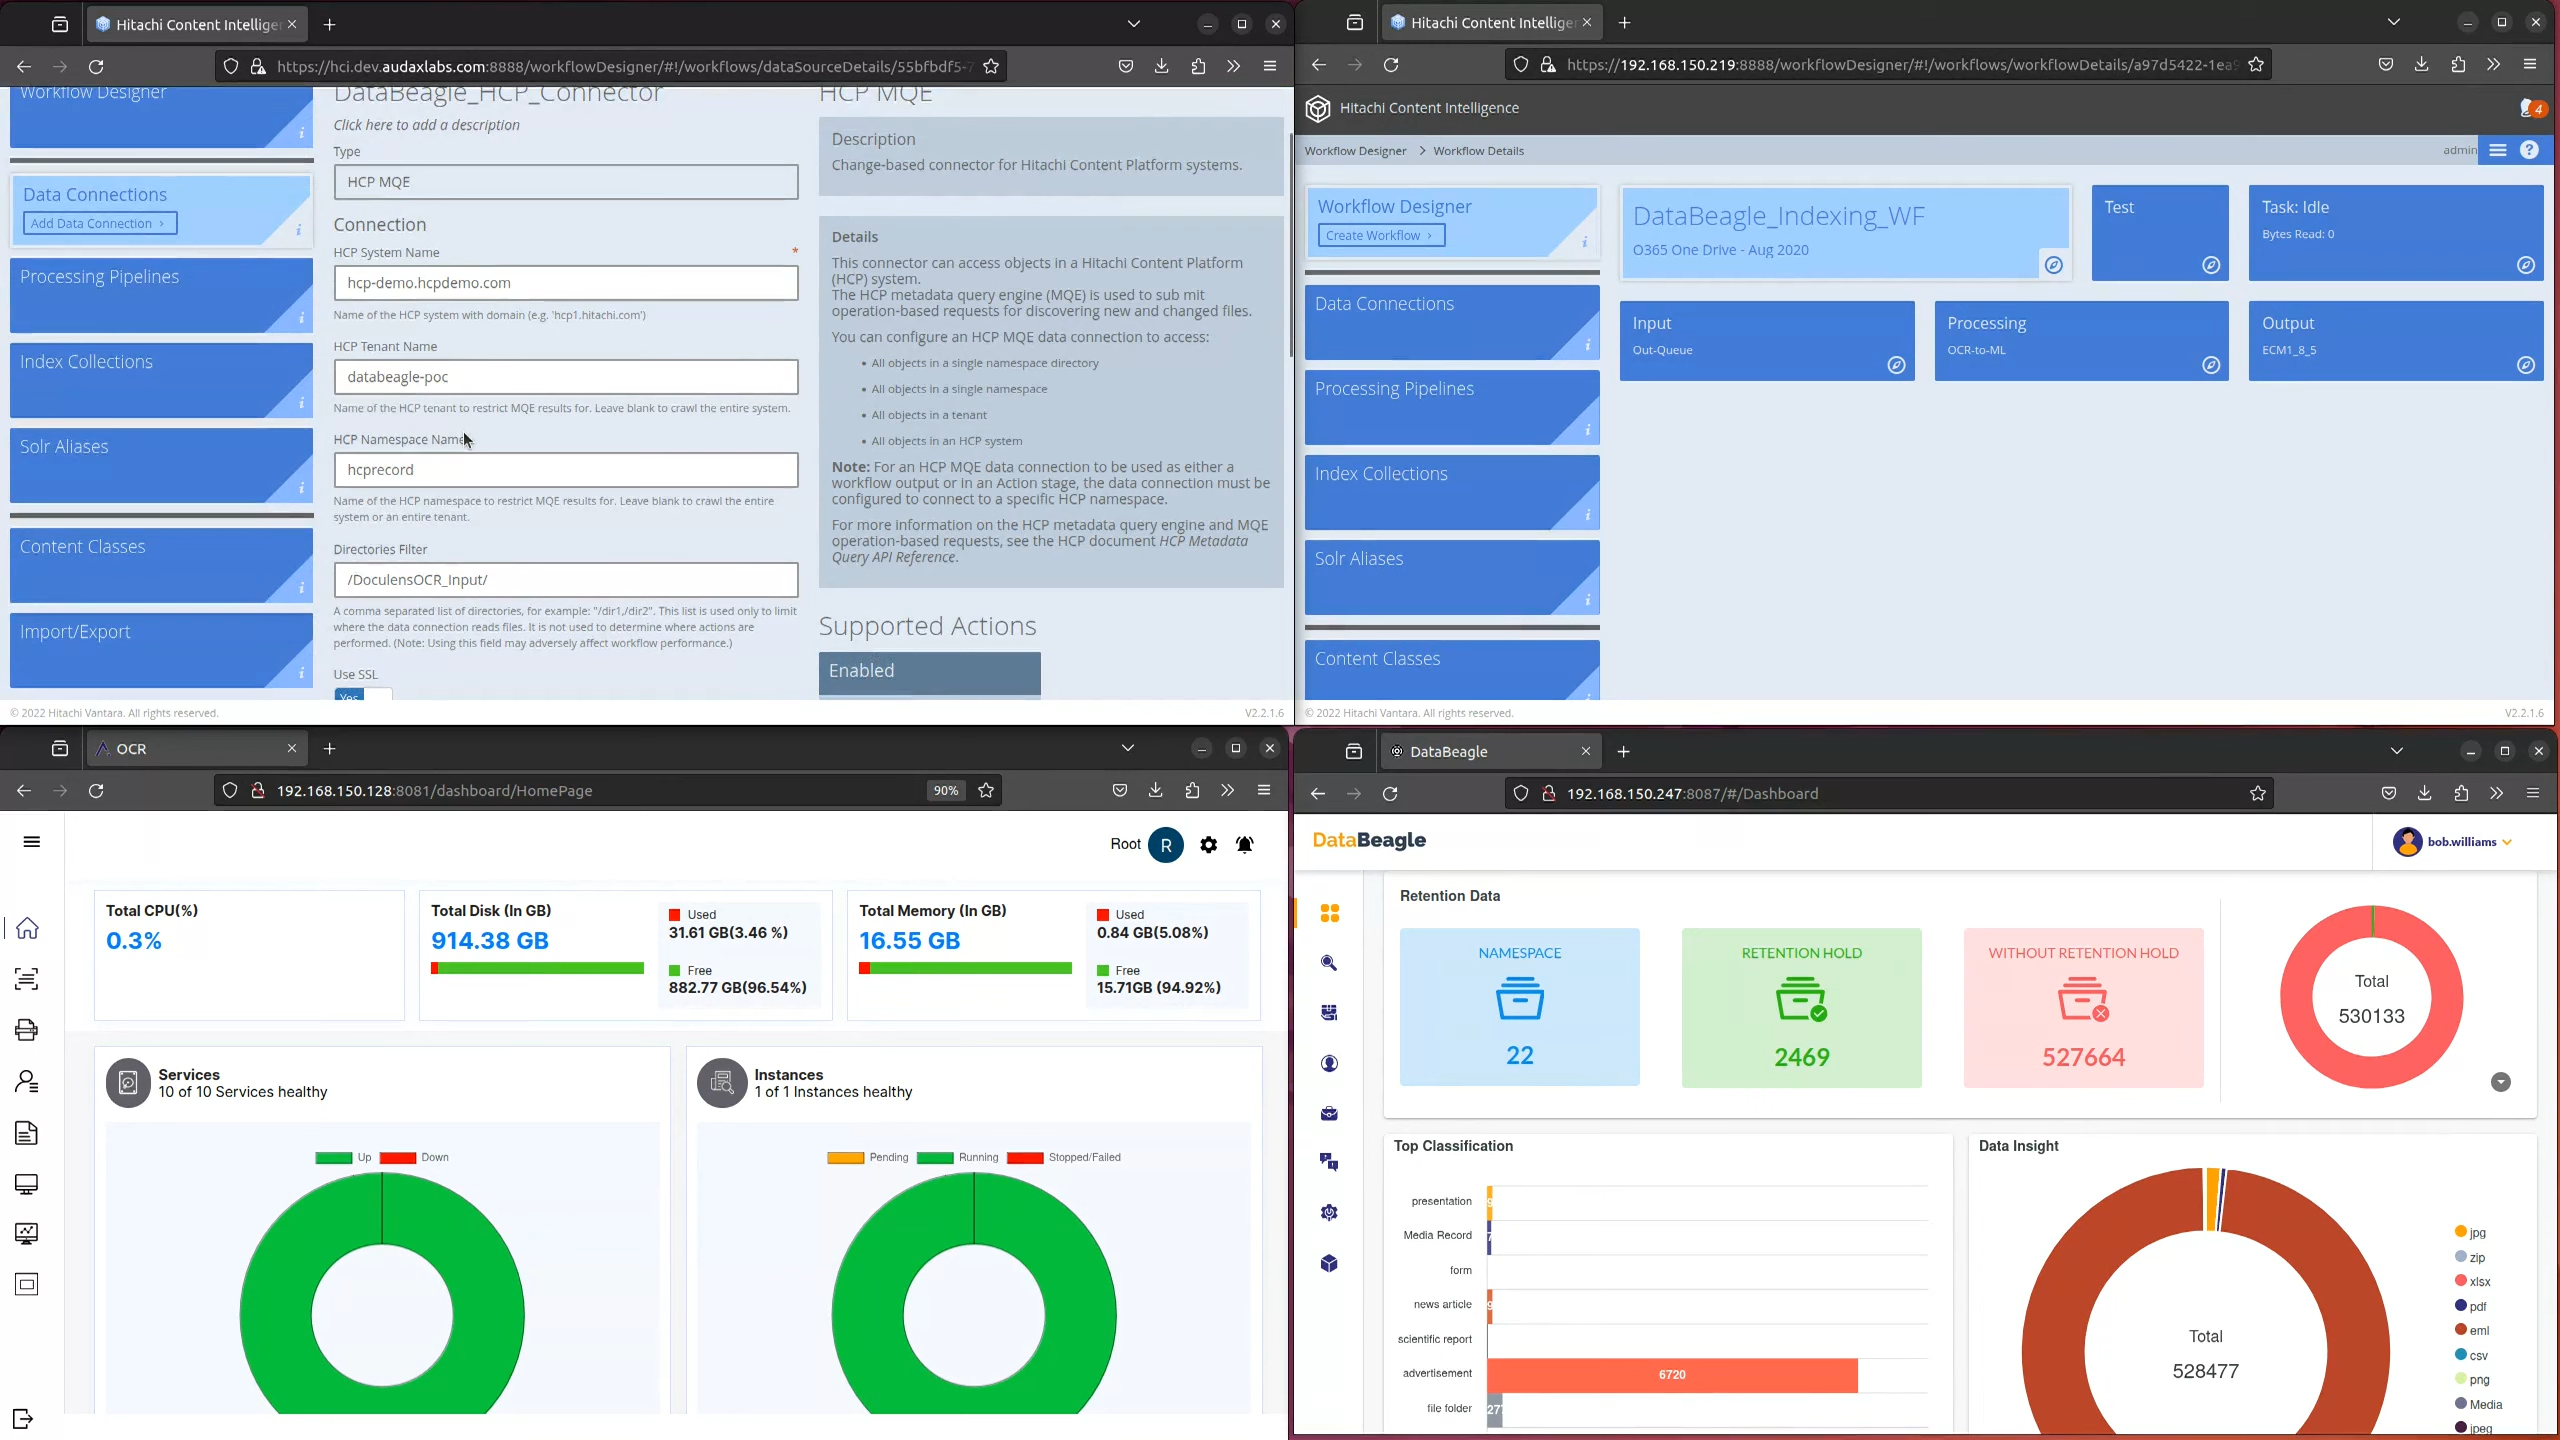 Hitachi Content Intellige
https://hci.dev.audaxlabs.com:8888/workflowDesigner/#!/workflows/dataSourceDetails/55bfbdf5-7
Workflow Designer
Data Connections
Add Data Connection
Processing Pipelines
Index Collections
Solr Aliases
Content Classes
Import/Export
DataBeagle_HCP_Connector
Click here to add a description
Type
HCP MQE
Connection
HCP System Name *
hcp-demo.hcpdemo.com
Name of the HCP system with domain (e.g. 'hcp1.hitachi.com')
HCP Tenant Name
databeagle-poc
Name of the HCP tenant to restrict MQE results for. Leave blank to crawl the entire system.
HCP Namespace Name
hcprecord
Name of the HCP namespace to restrict MQE results for. Leave blank to crawl the entire
system or an entire tenant.
Directories Filter
/DoculensOCR_Input/
A comma separated list of directories, for example: "/dir1,/dir2". This list is used only to limit
where the data connection reads files. It is not used to determine where actions are
performed. (Note: Using this field may adversely affect workflow performance.)
Use SSL
Yes
HCP MQE
Description
Change-based connector for Hitachi Content Platform systems.
Details
This connector can access objects in a Hitachi Content Platform
(HCP) system.
The HCP metadata query engine (MQE) is used to sub mit
operation-based requests for discovering new and changed files.
You can configure an HCP MQE data connection to access:
• All objects in a single namespace directory
• All objects in a single namespace
• All objects in a tenant
• All objects in an HCP system
Note: For an HCP MQE data connection to be used as either a
workflow output or in an Action stage, the data connection must be
configured to connect to a specific HCP namespace.
For more information on the HCP metadata query engine and MQE
operation-based requests, see the HCP document HCP Metadata
Query API Reference.
Supported Actions
Enabled
© 2022 Hitachi Vantara. All rights reserved.
V2.2.1.6
Hitachi Content Intellige
https://192.168.150.219:8888/workflowDesigner/#!/workflows/workflowDetails/a97d5422-1ea9
Hitachi Content Intelligence
4
Workflow Designer > Workflow Details
admin
Workflow Designer
Create Workflow
Data Connections
Processing Pipelines
Index Collections
Solr Aliases
Content Classes
DataBeagle_Indexing_WF
O365 One Drive - Aug 2020
Test
Task: Idle
Bytes Read: 0
Input
Out-Queue
Processing
OCR-to-ML
Output
ECM1_8_5
© 2022 Hitachi Vantara. All rights reserved.
V2.2.1.6
OCR
192.168.150.128:8081/dashboard/HomePage
90%
Root R
Total CPU(%)
0.3%
Total Disk (In GB)
914.38 GB
Used
31.61 GB(3.46 %)
Free
882.77 GB(96.54%)
Total Memory (In GB)
16.55 GB
Used
0.84 GB(5.08%)
Free
15.71GB (94.92%)
Services
10 of 10 Services healthy
Up Down
Instances
1 of 1 Instances healthy
Pending Running Stopped/Failed
DataBeagle
192.168.150.247:8087/#/Dashboard
DataBeagle
bob.williams
Retention Data
NAMESPACE
22
RETENTION HOLD
2469
WITHOUT RETENTION HOLD
527664
Total
530133
Top Classification
presentation
Media Record
form
news article
scientific report
advertisement
6720
file folder
Data Insight
Total
528477
jpg
zip
xlsx
pdf
eml
csv
png
Media
jpeg